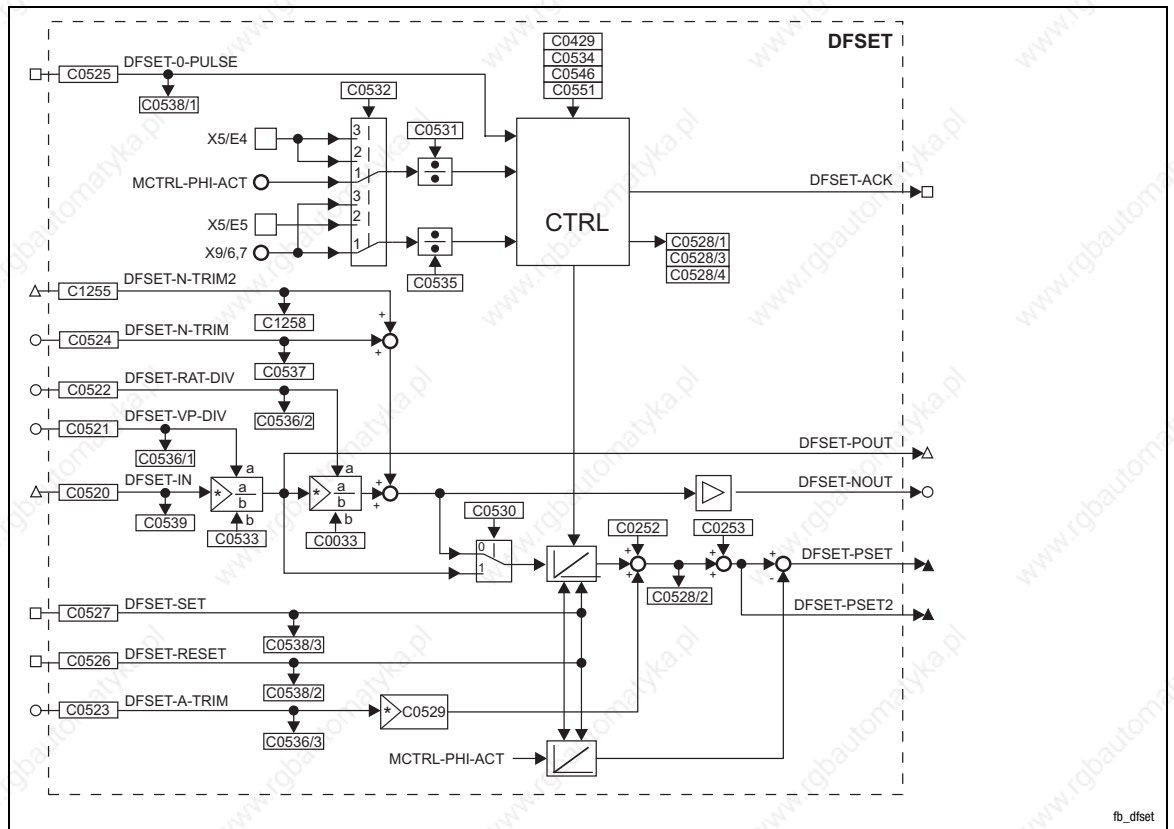 DFSET
C0429
C0534
C0546
C0551
C0525
DFSET-0-PULSE
C0538/1
C0532
X5/E4
3
2
1
MCTRL-PHI-ACT
C0531
X5/E5
3
2
1
X9/6,7
C0535
CTRL
DFSET-ACK
C0528/1
C0528/3
C0528/4
C1255
DFSET-N-TRIM2
C1258
+
+
C0524
DFSET-N-TRIM
C0537
C0522
DFSET-RAT-DIV
C0536/2
C0521
DFSET-VP-DIV
C0536/1
C0520
DFSET-IN
C0539
a
* a
b
b
C0533
a
* a
b
b
C0033
+
+
DFSET-POUT
DFSET-NOUT
C0530
0
1
C0252
+
+
C0528/2
C0253
+
+
+
-
DFSET-PSET
DFSET-PSET2
C0527
DFSET-SET
C0538/3
C0526
DFSET-RESET
C0538/2
C0523
DFSET-A-TRIM
C0536/3
* C0529
MCTRL-PHI-ACT
fb_dfset
www.rgbautomatyka.pl